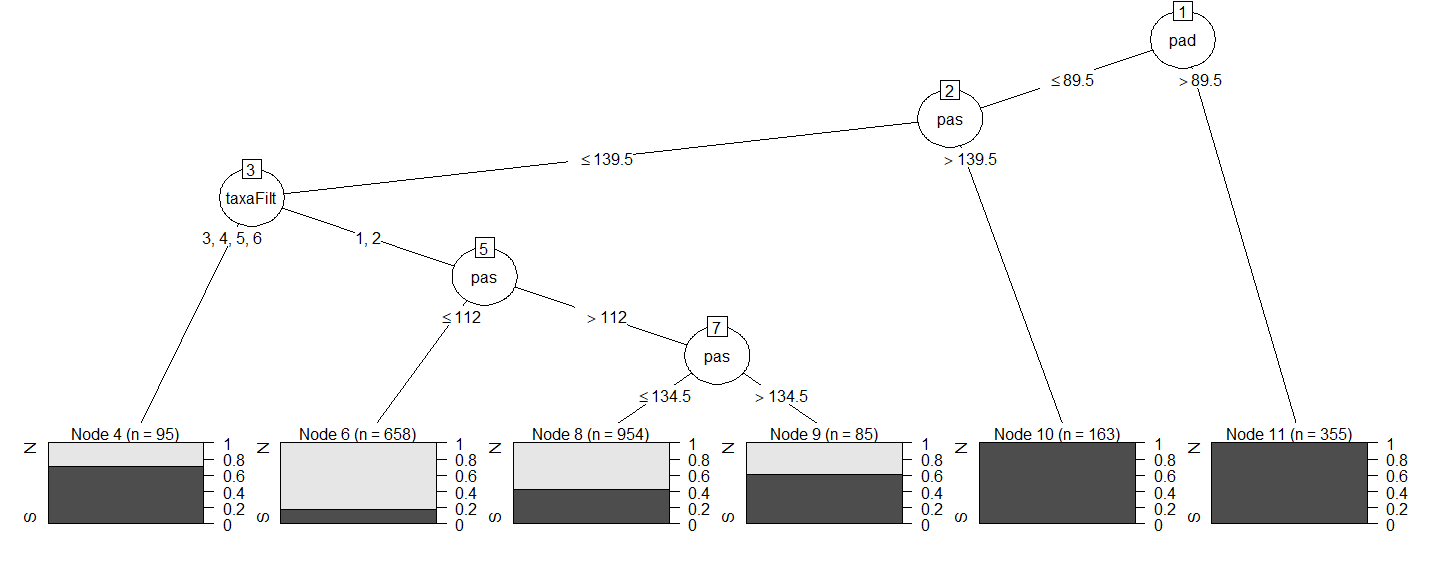 1
pad
≤ 89.5
> 89.5
2
pas
≤ 139.5
> 139.5
3
taxaFilt
3, 4, 5, 6
1, 2
5
pas
≤ 112
> 112
7
pas
≤ 134.5
> 134.5
Node 4 (n = 95)
N
S
1
0.8
0.6
0.4
0.2
0
Node 6 (n = 658)
N
S
1
0.8
0.6
0.4
0.2
0
Node 8 (n = 954)
N
S
1
0.8
0.6
0.4
0.2
0
Node 9 (n = 85)
N
S
1
0.8
0.6
0.4
0.2
0
Node 10 (n = 163)
N
S
1
0.8
0.6
0.4
0.2
0
Node 11 (n = 355)
N
S
1
0.8
0.6
0.4
0.2
0